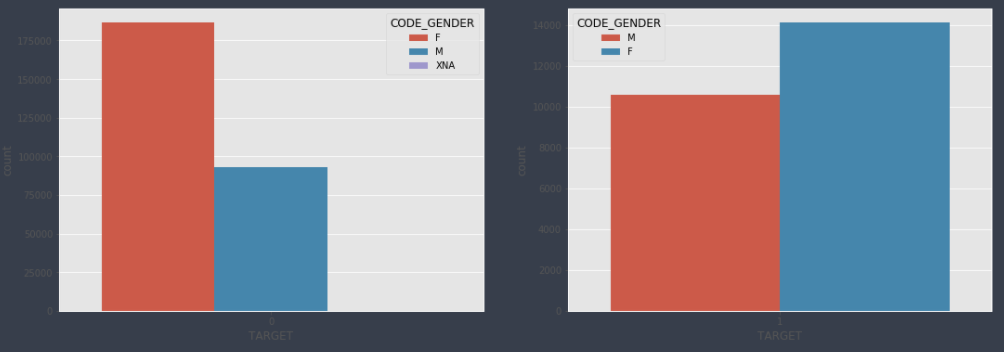 CODE_GENDER
F
M
XNA
175000
150000
125000
100000
75000
50000
25000
0
count
0
TARGET
CODE_GENDER
M
F
14000
12000
10000
8000
6000
4000
2000
0
count
1
TARGET